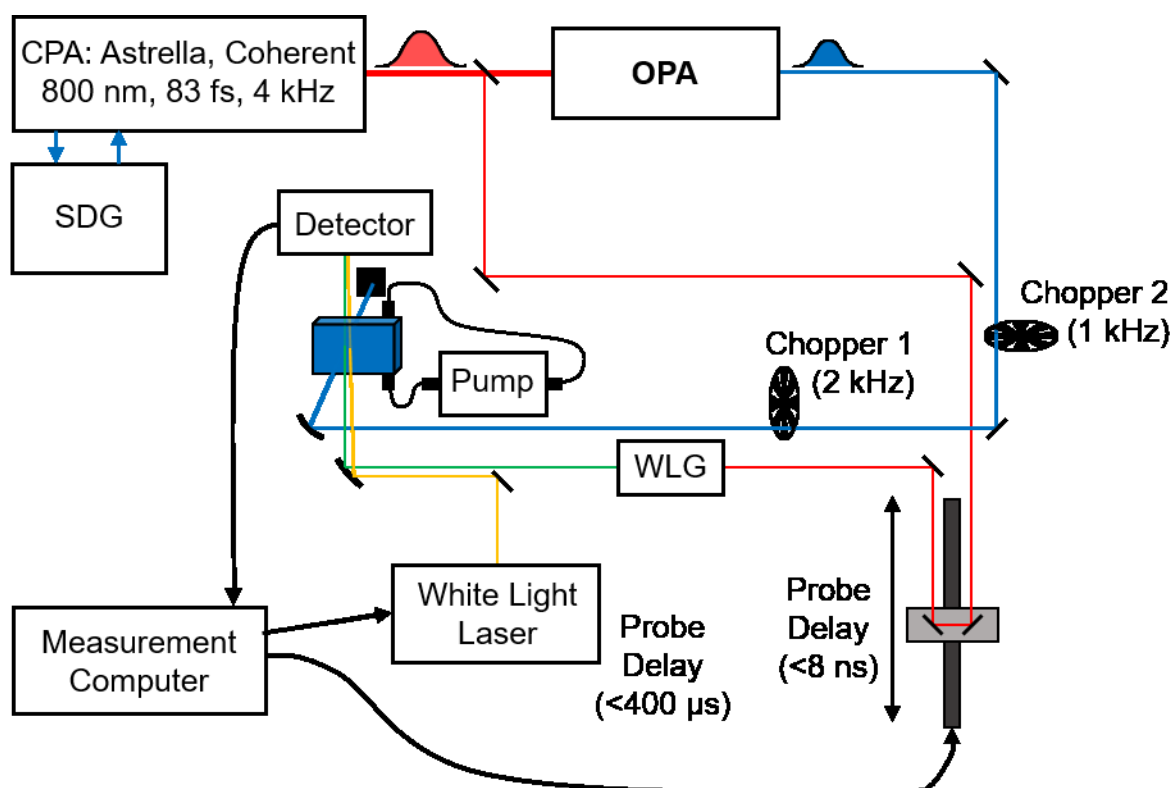 CPA: Astrella, Coherent
800 nm, 83 fs, 4 kHz
OPA
SDG
Detector
Chopper 2
(1 kHz)
Chopper 1
(2 kHz)
Pump
WLG
White Light
Laser
Probe
Delay
(<400 µs)
Probe
Delay
(<8 ns)
Measurement
Computer